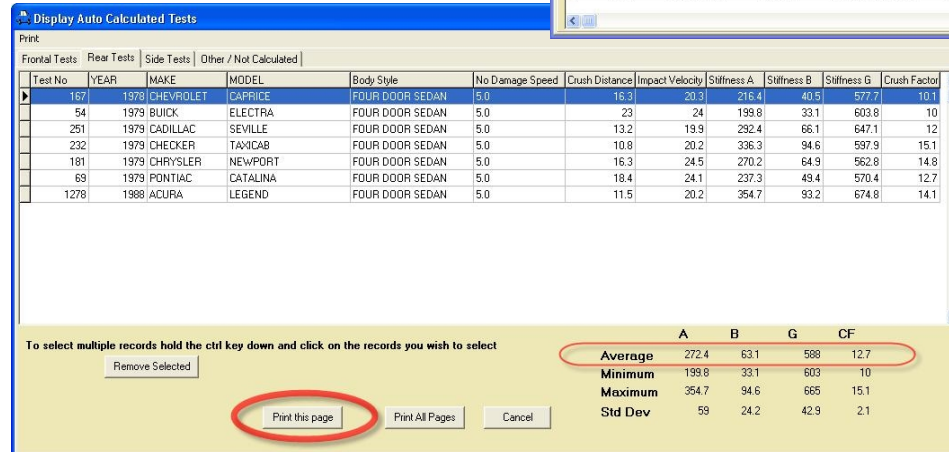 Display Auto Calculated Tests
Print
Frontal Tests Rear Tests Side Tests Other / Not Calculated
Test No YEAR MAKE MODEL Body Style No Damage Speed Crush Distance Impact Velocity Stiffness A Stiffness B Stiffness G Crush Factor
167 1978 CHEVROLET CAPRICE FOUR DOOR SEDAN 5.0 16.3 20.3 216.4 40.5 577.7 10.1
54 1979 BUICK ELECTRA FOUR DOOR SEDAN 5.0 23 24 199.8 33.1 603.8 10
251 1979 CADILLAC SEVILLE FOUR DOOR SEDAN 5.0 13.2 19.9 292.4 66.1 647.1 12
232 1979 CHECKER TAXICAB FOUR DOOR SEDAN 5.0 10.8 20.2 336.3 94.6 597.9 15.1
181 1979 CHRYSLER NEWPORT FOUR DOOR SEDAN 5.0 16.3 24.5 270.2 64.9 562.8 14.8
69 1979 PONTIAC CATALINA FOUR DOOR SEDAN 5.0 18.4 24.1 237.3 49.4 570.4 12.7
1278 1988 ACURA LEGEND FOUR DOOR SEDAN 5.0 11.5 20.2 354.7 93.2 674.8 14.1
To select multiple records hold the ctrl key down and click on the records you wish to select
Remove Selected
A B G CF
Average 272.4 63.1 588 12.7
Minimum 199.8 33.1 603 10
Maximum 354.7 94.6 665 15.1
Std Dev 59 24.2 42.9 2.1
Print this page Print All Pages Cancel